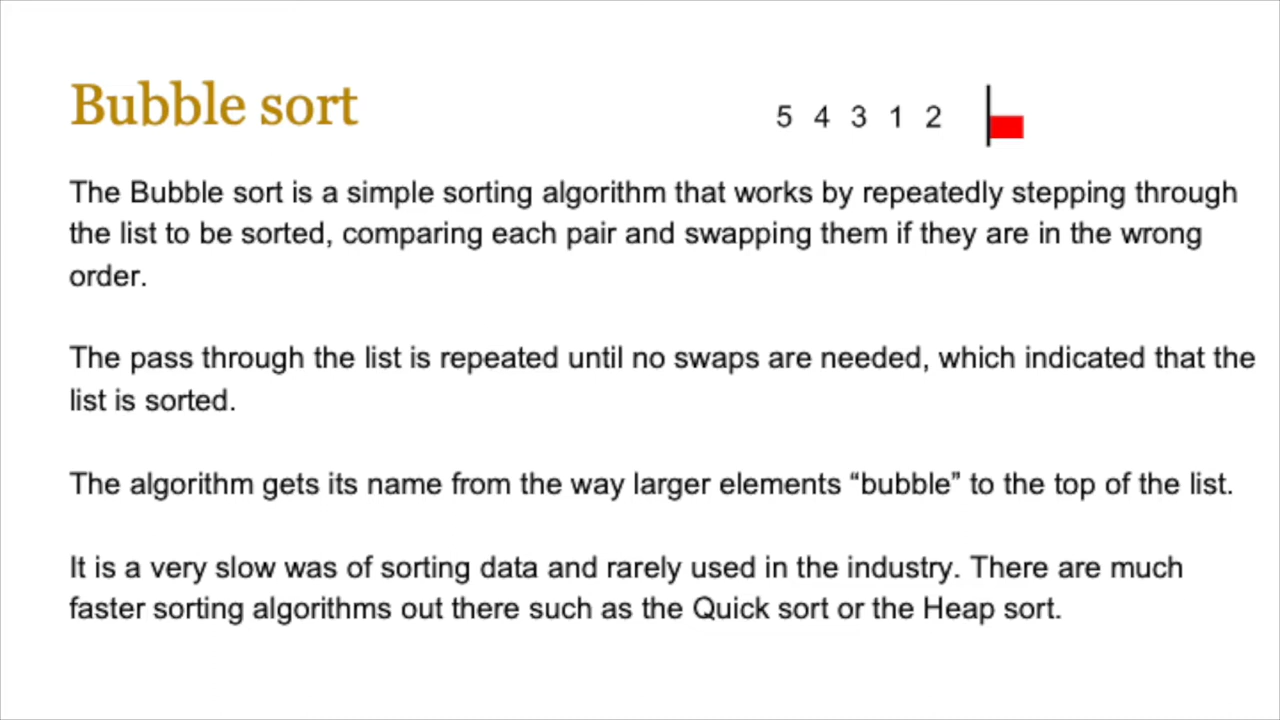 Bubble sort
5 4 3 1 2
The Bubble sort is a simple sorting algorithm that works by repeatedly stepping through
the list to be sorted, comparing each pair and swapping them if they are in the wrong
order.
The pass through the list is repeated until no swaps are needed, which indicated that the
list is sorted.
The algorithm gets its name from the way larger elements “bubble” to the top of the list.
It is a very slow was of sorting data and rarely used in the industry. There are much
faster sorting algorithms out there such as the Quick sort or the Heap sort.